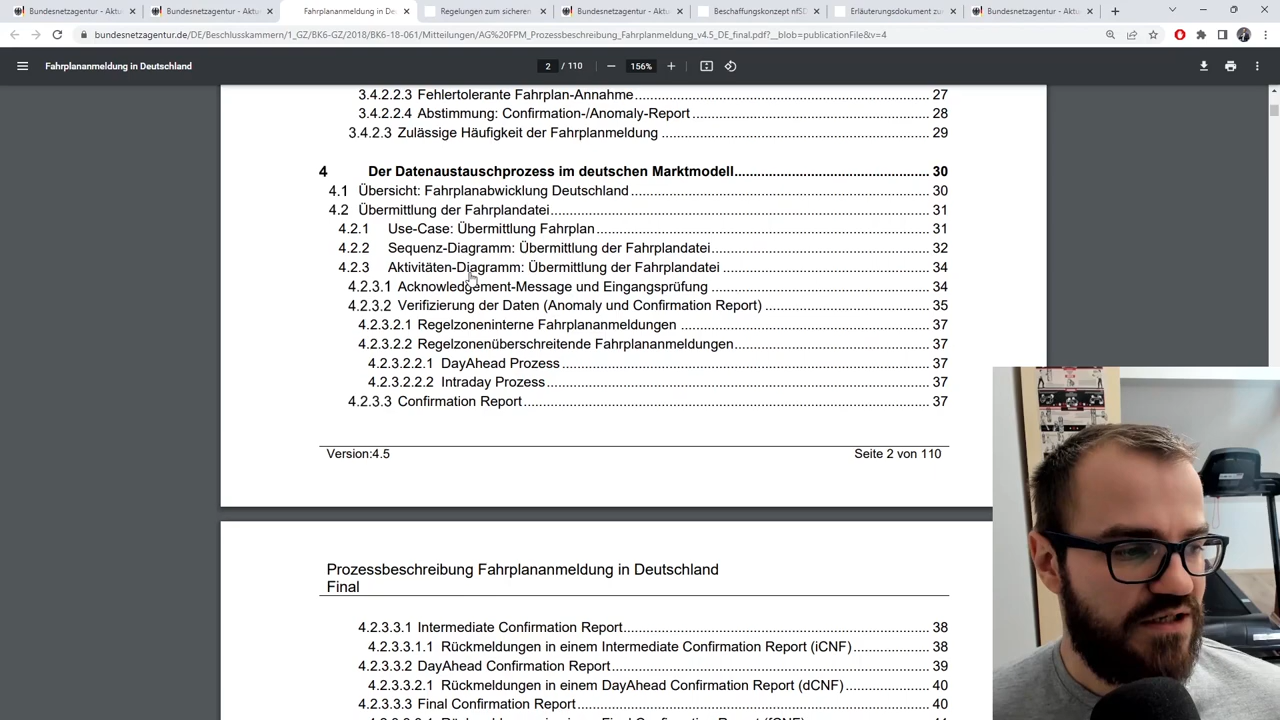 Bundesnetzagentur - Aktu
Bundesnetzagentur - Aktu
Fahrplananmeldung in De
Regelungen zum sicheren
Bundesnetzagentur - Aktu
Beschaffungskonzept nfSD
Erläuterungsdokument zu
Bundesnetzagentur - Aktu
bundesnetzagentur.de/DE/Beschlusskammern/1_GZ/BK6-GZ/2018/BK6-18-061/Mitteilungen/AG%20FPM_Prozessbeschreibung_Fahrplanmeldung_v4.5_DE_final.pdf?__blob=publicationFile&v=4
Fahrplananmeldung in Deutschland
2 / 110
156%
3.4.2.2.3 Fehlertolerante Fahrplan-Annahme 27
3.4.2.2.4 Abstimmung: Confirmation-/Anomaly-Report 28
3.4.2.3 Zulässige Häufigkeit der Fahrplanmeldung 29
4 Der Datenaustauschprozess im deutschen Marktmodell 30
4.1 Übersicht: Fahrplanabwicklung Deutschland 30
4.2 Übermittlung der Fahrplandatei 31
4.2.1 Use-Case: Übermittlung Fahrplan 31
4.2.2 Sequenz-Diagramm: Übermittlung der Fahrplandatei 32
4.2.3 Aktivitäten-Diagramm: Übermittlung der Fahrplandatei 34
4.2.3.1 Acknowledgement-Message und Eingangsprüfung 34
4.2.3.2 Verifizierung der Daten (Anomaly und Confirmation Report) 35
4.2.3.2.1 Regelzoneninterne Fahrplananmeldungen 37
4.2.3.2.2 Regelzonenüberschreitende Fahrplananmeldungen 37
4.2.3.2.2.1 DayAhead Prozess 37
4.2.3.2.2.2 Intraday Prozess 37
4.2.3.3 Confirmation Report 37
Version:4.5 Seite 2 von 110
Prozessbeschreibung Fahrplananmeldung in Deutschland
Final
4.2.3.3.1 Intermediate Confirmation Report 38
4.2.3.3.1.1 Rückmeldungen in einem Intermediate Confirmation Report (iCNF) 38
4.2.3.3.2 DayAhead Confirmation Report 39
4.2.3.3.2.1 Rückmeldungen in einem DayAhead Confirmation Report (dCNF) 40
4.2.3.3.3 Final Confirmation Report 40